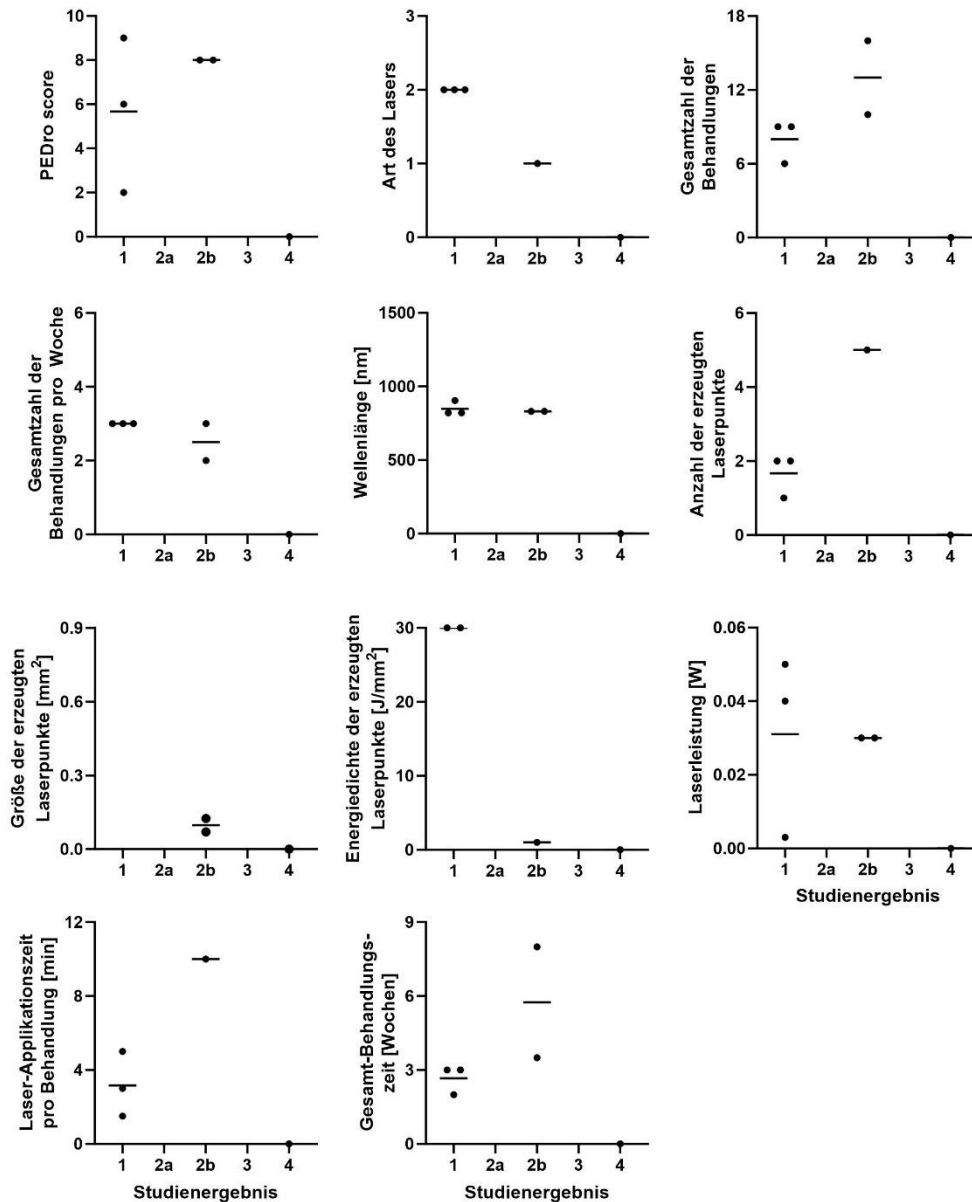 PEDro score
10
8
6
4
2
0
1 2a 2b 3 4
Art des Lasers
3
2
1
0
1 2a 2b 3 4
Gesamtzahl der
Behandlungen
18
12
6
0
1 2a 2b 3 4
Gesamtzahl der
Behandlungen pro Woche
6
4
2
0
1 2a 2b 3 4
Wellenlänge [nm]
1500
1000
500
0
1 2a 2b 3 4
Anzahl der erzeugten
Laserpunkte
6
4
2
0
1 2a 2b 3 4
Größe der erzeugten
Laserpunkte [mm²]
0.9
0.6
0.3
0.0
1 2a 2b 3 4
Energiedichte der erzeugten
Laserpunkte [J/mm²]
30
20
10
0
1 2a 2b 3 4
Laserleistung [W]
0.06
0.04
0.02
0.00
1 2a 2b 3 4
Studienergebnis
Laser-Applikationszeit
pro Behandlung [min]
12
8
4
0
1 2a 2b 3 4
Studienergebnis
Gesamt-Behandlungs-
zeit [Wochen]
9
6
3
0
1 2a 2b 3 4
Studienergebnis